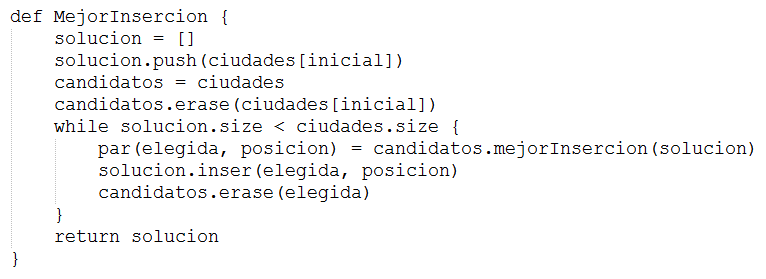 def MejorInsercion {
    solucion = []
    solucion.push(ciudades[inicial])
    candidatos = ciudades
    candidatos.erase(ciudades[inicial])
    while solucion.size < ciudades.size {
        par(elegida, posicion) = candidatos.mejorInsercion(solucion)
        solucion.inser(elegida, posicion)
        candidatos.erase(elegida)
    }
    return solucion
}